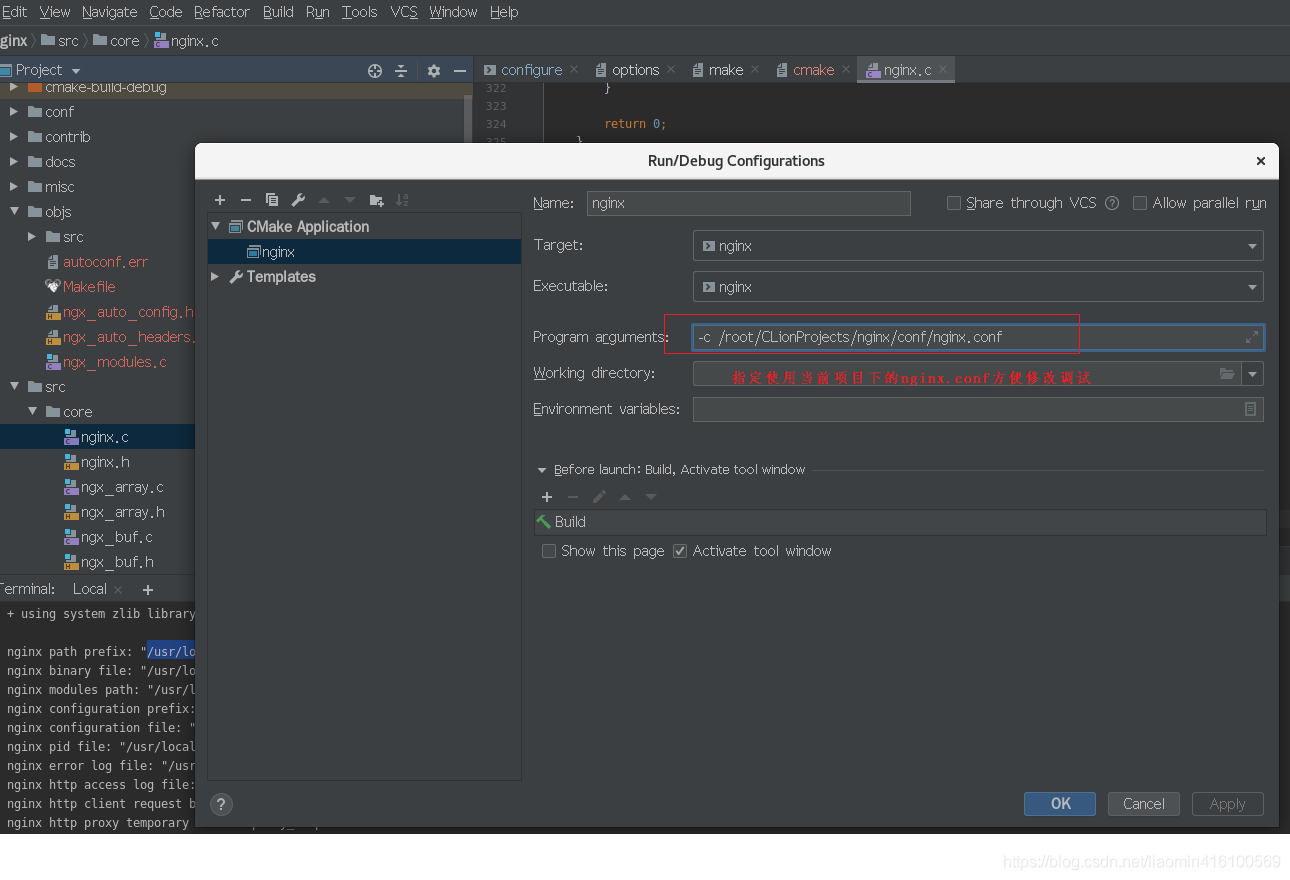 Edit View Navigate Code Refactor Build Run Tools VCS Window Help
ginx src core nginx.c
Project
configure options make cmake nginx.c
cmake-build-debug
conf
contrib
docs
misc
objs
src
autoconf.err
Makefile
ngx_auto_config.h
ngx_auto_headers.
ngx_modules.c
src
core
nginx.c
nginx.h
ngx_array.c
ngx_array.h
ngx_buf.c
ngx_buf.h
322 }
323
324 return 0;
325 }
Run/Debug Configurations
CMake Application
nginx
Templates
Name: nginx
Share through VCS Allow parallel run
Target: nginx
Executable: nginx
Program arguments: -c /root/CLionProjects/nginx/conf/nginx.conf
Working directory:
指定使用当前项目下的nginx.conf方便修改调试
Environment variables:
Before launch: Build, Activate tool window
Build
Show this page Activate tool window
?
OK Cancel Apply
Terminal: Local
+ using system zlib library
nginx path prefix: "/usr/lo
nginx binary file: "/usr/lo
nginx modules path: "/usr/l
nginx configuration prefix:
nginx configuration file: "
nginx pid file: "/usr/local
nginx error log file: "/usr
nginx http access log file:
nginx http client request b
nginx http proxy temporary
https://blog.csdn.net/liaomin416100569